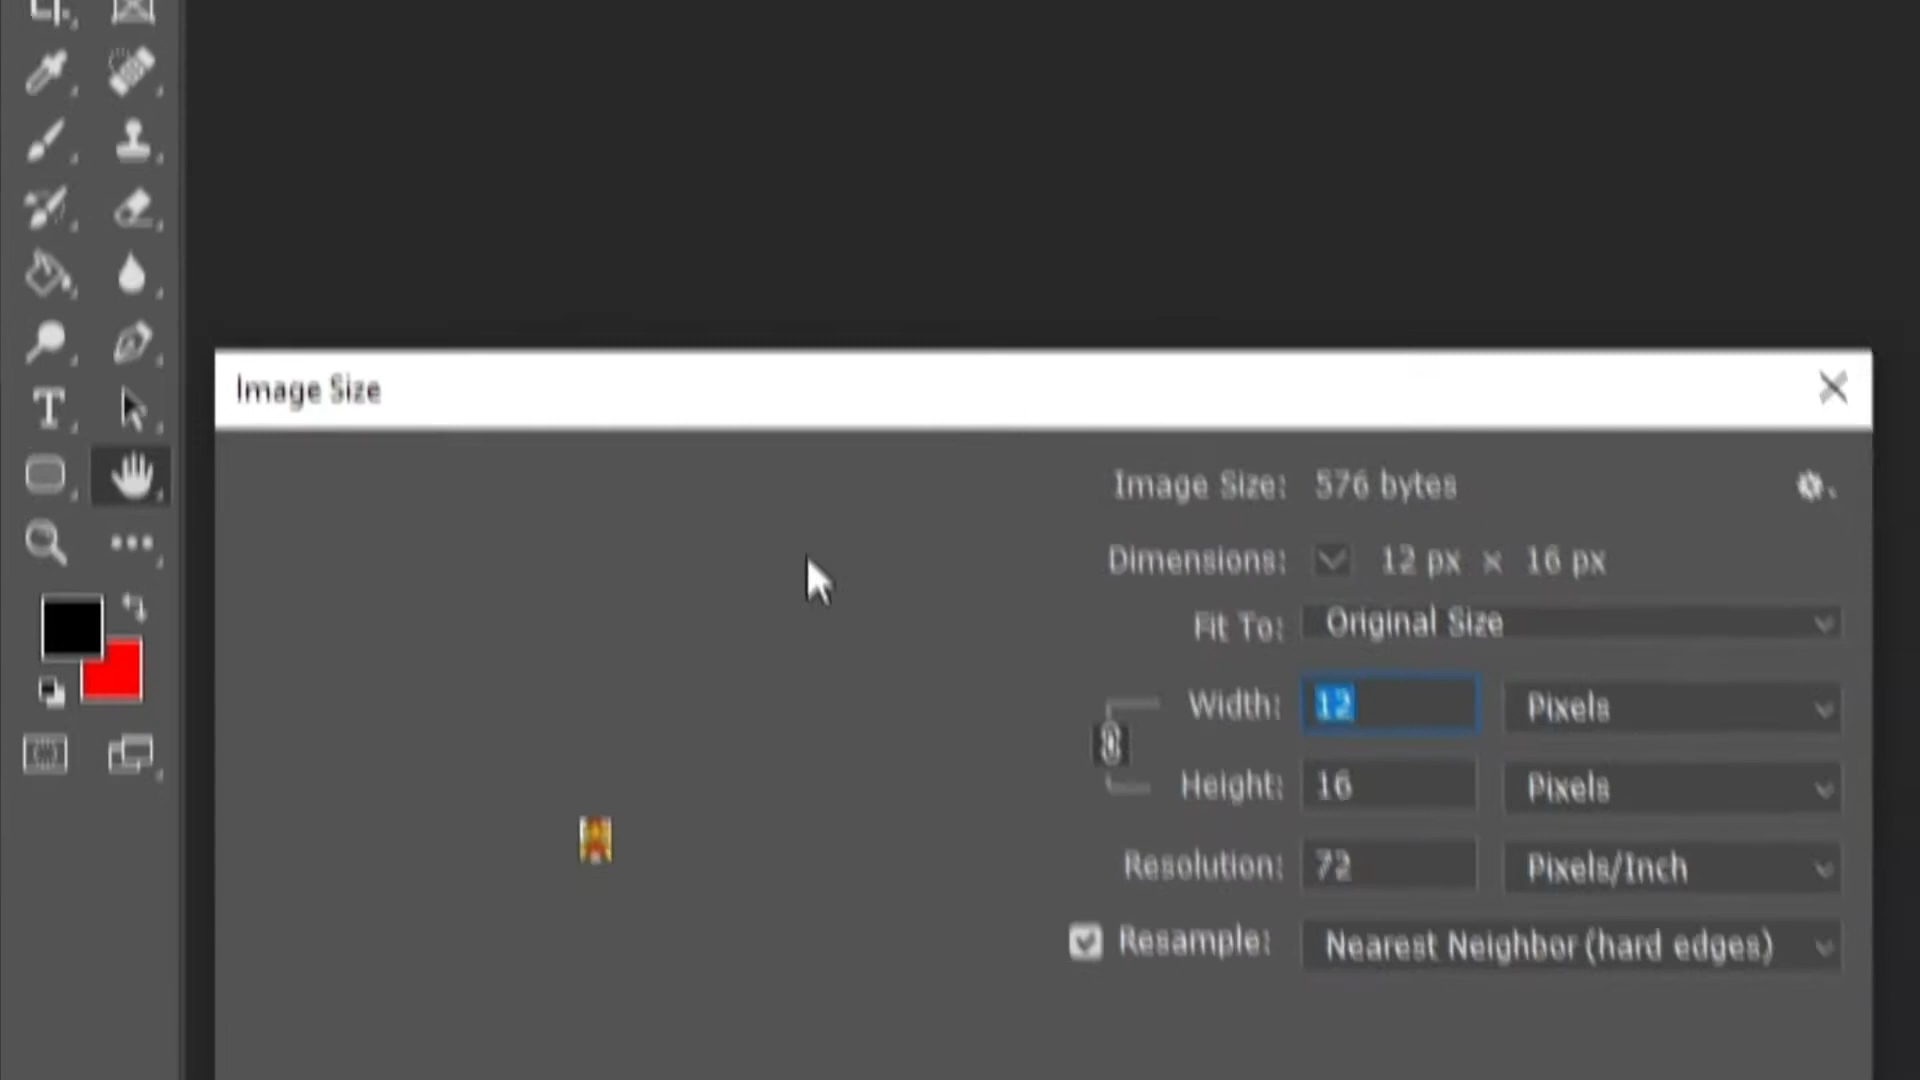 Image Size
Image Size: 576 bytes
Dimensions: 12 px × 16 px
Fit To: Original Size
Width: 12 Pixels
Height: 16 Pixels
Resolution: 72 Pixels/Inch
Resample: Nearest Neighbor (hard edges)